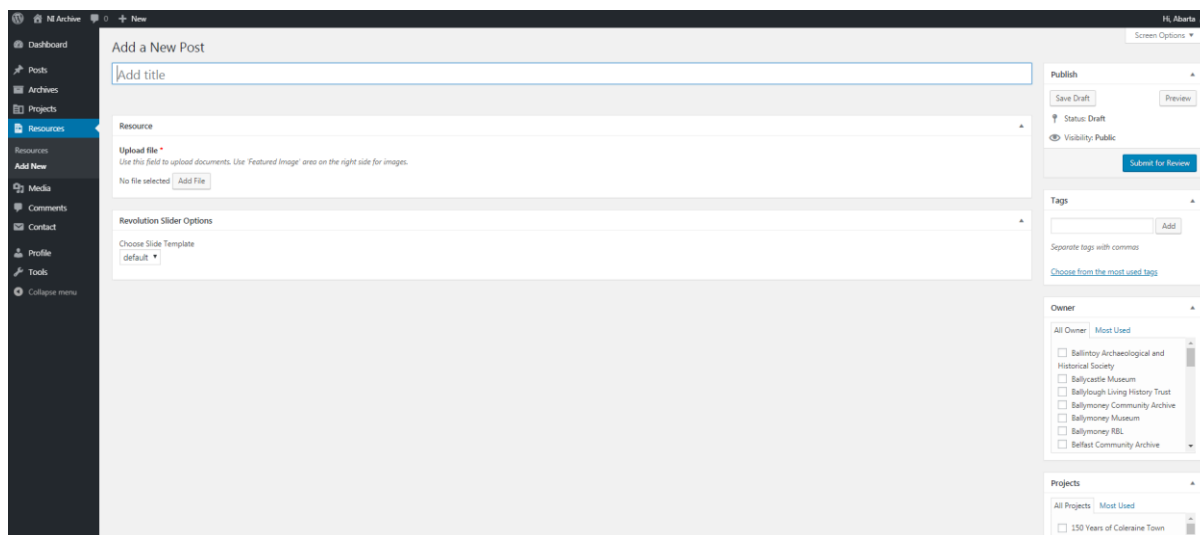 NI Archive 0 New
Hi, Abarta
Screen Options
Dashboard
Posts
Archives
Projects
Resources
Resources
Add New
Media
Comments
Contact
Profile
Tools
Collapse menu
Add a New Post
Add title
Resource
Upload file *
Use this field to upload documents. Use 'Featured Image' area on the right side for images.
No file selected Add File
Revolution Slider Options
Choose Slide Template
default
Publish
Save Draft Preview
Status: Draft
Visibility: Public
Submit for Review
Tags
Add
Separate tags with commas
Choose from the most used tags
Owner
All Owner Most Used
Ballintoy Archaeological and
Historical Society
Ballycastle Museum
Ballylough Living History Trust
Ballymoney Community Archive
Ballymoney Museum
Ballymoney RBL
Belfast Community Archive
Projects
All Projects Most Used
150 Years of Coleraine Town